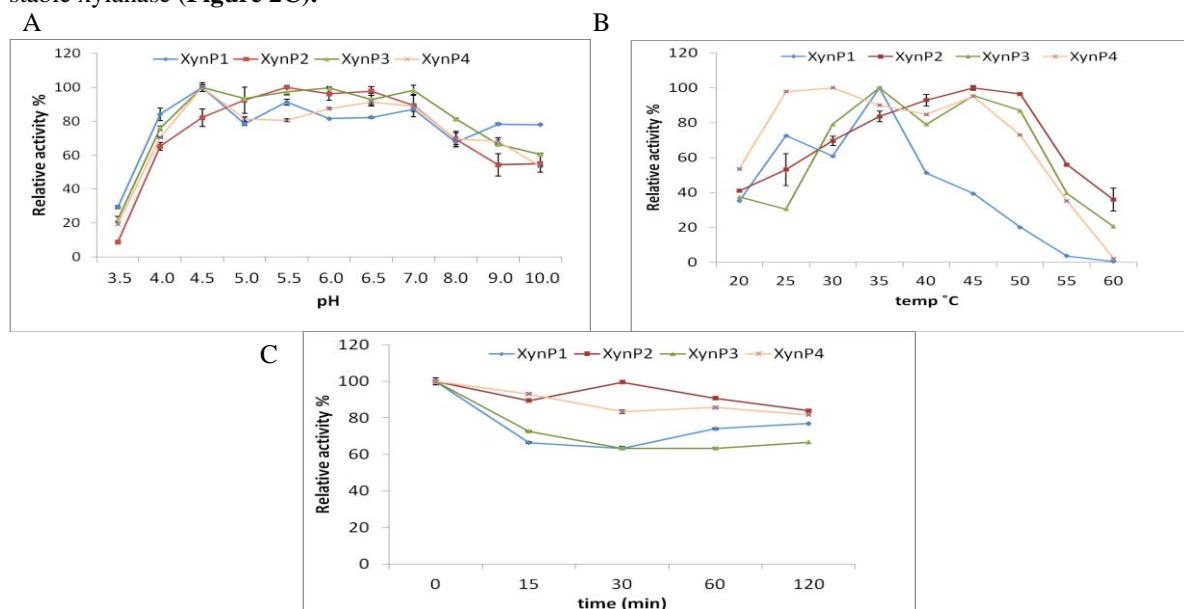 stable xylanase (Figure 2C).
A
B
XynP1 XynP2 XynP3 XynP4
120
100
80
60
40
20
0
Relative activity %
3.5 4.0 4.5 5.0 5.5 6.0 6.5 7.0 8.0 9.0 10.0
pH
XynP1 XynP2 XynP3 XynP4
120
100
80
60
40
20
0
Relative activity %
20 25 30 35 40 45 50 55 60
temp °C
C
XynP1 XynP2 XynP3 XynP4
120
100
80
60
40
20
0
Relative activity %
0 15 30 60 120
time (min)